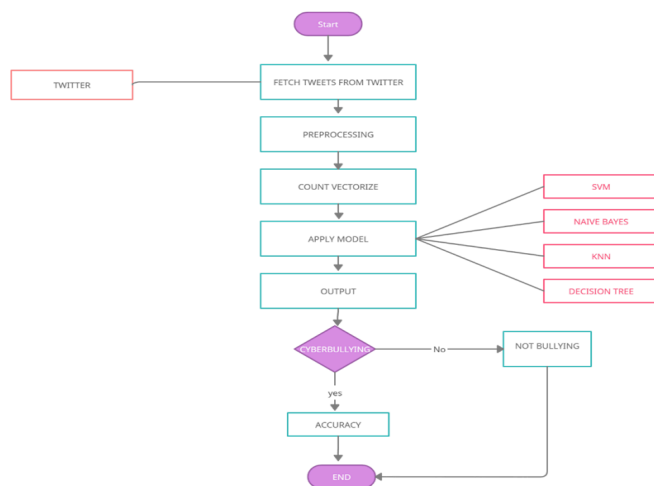 Start
TWITTER
FETCH TWEETS FROM TWITTER
PREPROCESSING
COUNT VECTORIZE
SVM
NAIVE BAYES
APPLY MODEL
KNN
OUTPUT
DECISION TREE
CYBERBULLYING
No
NOT BULLYING
yes
ACCURACY
END